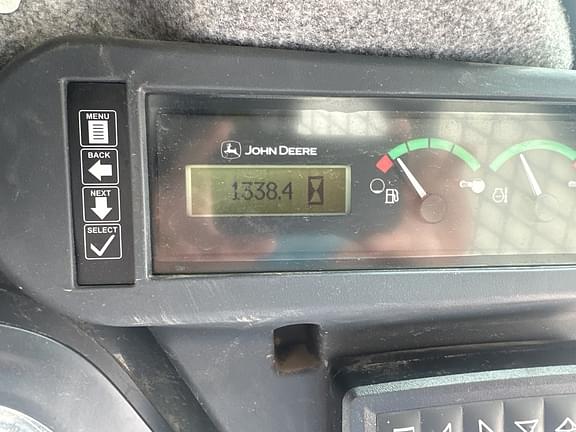 MENU
BACK
NEXT
SELECT
JOHN DEERE
1338.4